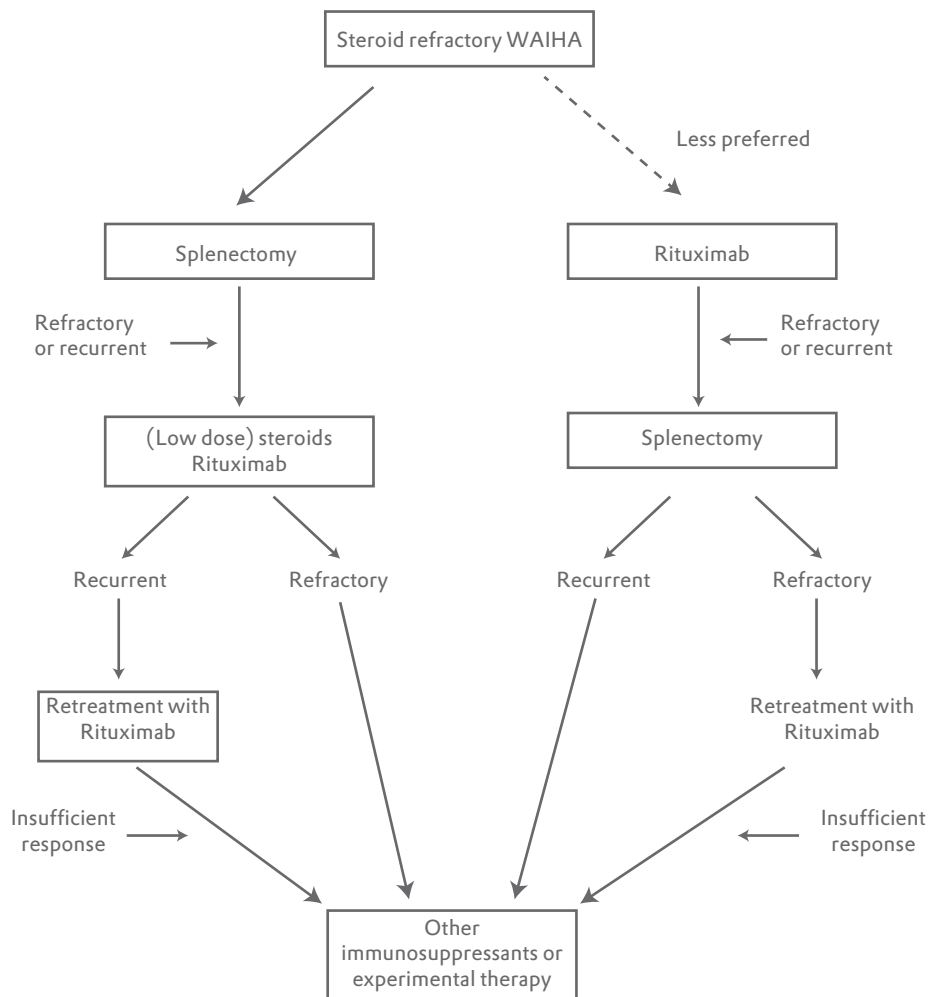 Steroid refractory WAIHA
Less preferred
Splenectomy
Rituximab
Refractory
or recurrent
Refractory
or recurrent
(Low dose) steroids
Rituximab
Splenectomy
Recurrent
Refractory
Recurrent
Refractory
Retreatment with
Rituximab
Retreatment with
Rituximab
Insufficient
response
Insufficient
response
Other
immunosuppressants or
experimental therapy